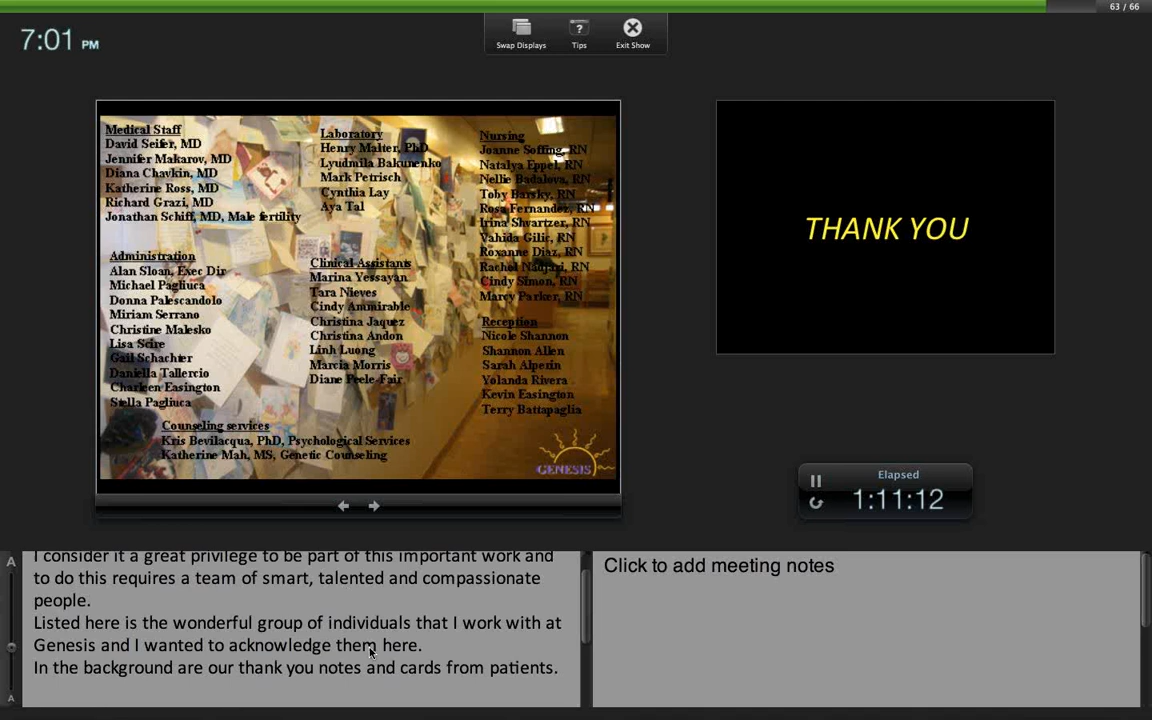 63 / 66
7:01 PM
Swap Displays
Tips
Exit Show
Medical Staff
David Seifer, MD
Jennifer Makarov, MD
Diana Chavkin, MD
Katherine Ross, MD
Richard Grazi, MD
Jonathan Schiff, MD, Male fertility
Administration
Alan Sloan, Exec Dir
Michael Pagliuca
Donna Palescandolo
Miriam Serrano
Christine Malesko
Lisa Scire
Gail Schachter
Daniella Tallercio
Charleen Easington
Stella Pagliuca
Laboratory
Henry Malter, PhD
Lyudmila Bakunenko
Mark Petrisch
Cynthia Lay
Aya Tal
Clinical Assistants
Marina Yessayan
Tara Nieves
Cindy Ammirable
Christina Jaquez
Christina Andon
Linh Luong
Marcia Morris
Diane Peele-Fair
Nursing
Joanne Soffing, RN
Natalya Eppel, RN
Nellie Badalova, RN
Toby Barsky, RN
Rosa Fernandez, RN
Irina Shvartzer, RN
Vahida Gilic, RN
Roxanne Diaz, RN
Rachel Nadjari, RN
Cindy Simon, RN
Marcy Parker, RN
Reception
Nicole Shannon
Shannon Allen
Sarah Alperin
Yolanda Rivera
Kevin Easington
Terry Battapaglia
Counseling services
Kris Bevilacqua, PhD, Psychological Services
Katherine Mah, MS, Genetic Counseling
GENESIS
THANK YOU
Elapsed
1:11:12
A
A
I consider it a great privilege to be part of this important work and
to do this requires a team of smart, talented and compassionate
people.
Listed here is the wonderful group of individuals that I work with at
Genesis and I wanted to acknowledge them here.
In the background are our thank you notes and cards from patients.
Click to add meeting notes